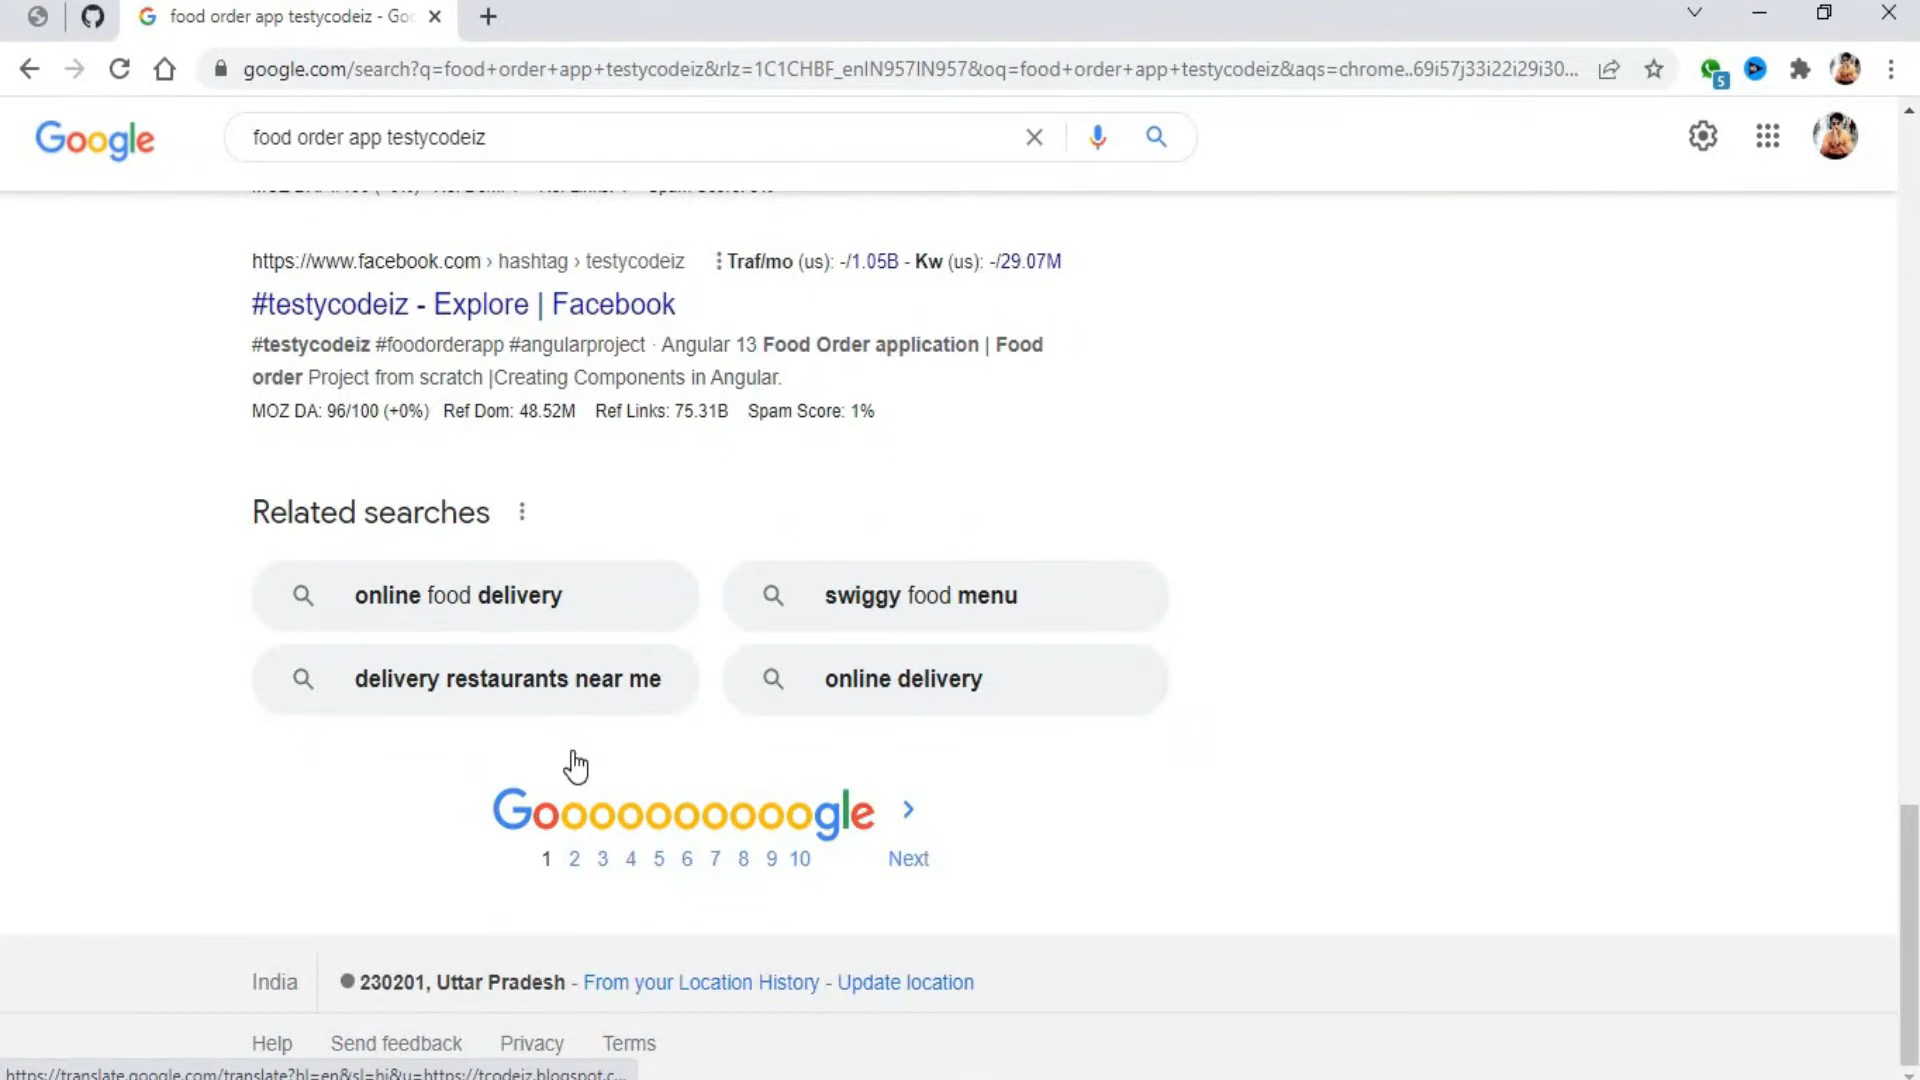 food order app testycodeiz - Goo
google.com/search?q=food+order+app+testycodeiz&rlz=1C1CHBF_enIN957IN957&oq=food+order+app+testycodeiz&aqs=chrome..69i57j33i22i29i30...
5
Google
food order app testycodeiz
https://www.facebook.com › hashtag › testycodeiz
Traf/mo (us): -/1.05B - Kw (us): -/29.07M
#testycodeiz - Explore | Facebook
#testycodeiz #foodorderapp #angularproject · Angular 13 Food Order application | Food
order Project from scratch |Creating Components in Angular.
MOZ DA: 96/100 (+0%) Ref Dom: 48.52M Ref Links: 75.31B Spam Score: 1%
Related searches
online food delivery
swiggy food menu
delivery restaurants near me
online delivery
Goooooooooogle
1 2 3 4 5 6 7 8 9 10 Next
India
230201, Uttar Pradesh - From your Location History - Update location
Help Send feedback Privacy Terms
https://translate.google.com/translate?hl=en&sl=hi&u=https://tcodeiz.blogspot.c...